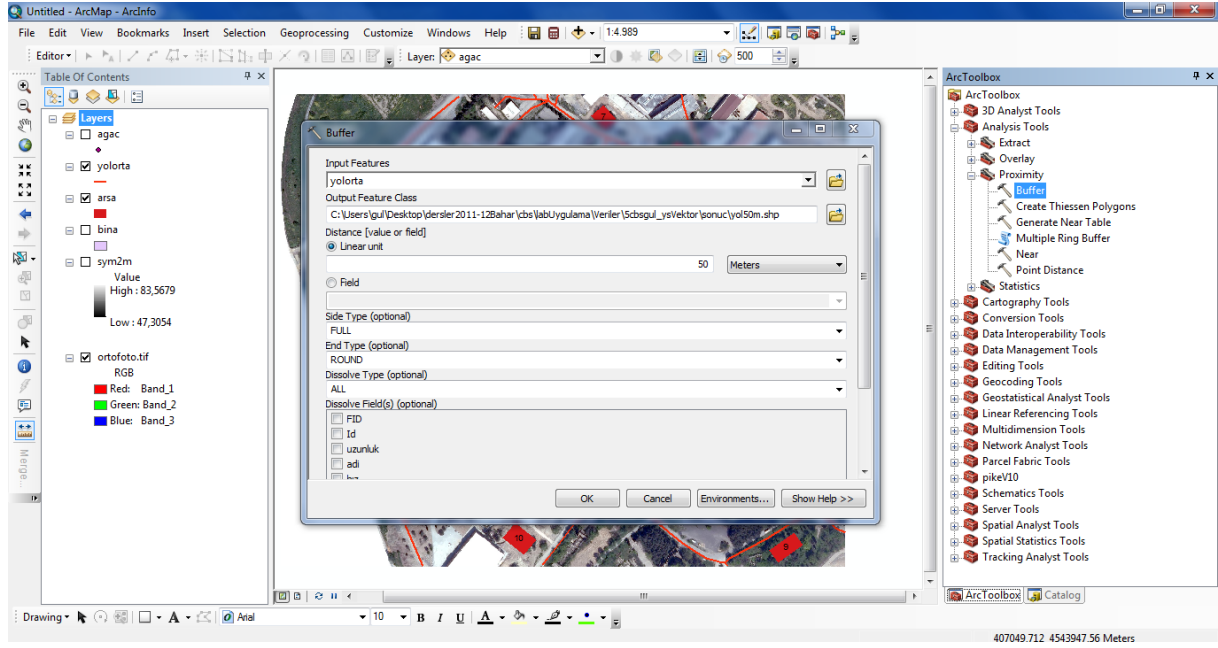 Untitled - ArcMap - ArcInfo
File Edit View Bookmarks Insert Selection Geoprocessing Customize Windows Help 1:4.989
Editor Layer: agac 500
Table Of Contents
Layers
agac
yolorta
arsa
bina
sym2m
Value
High : 83,5679
Low : 47,3054
ortofoto.tif
RGB
Red: Band_1
Green: Band_2
Blue: Band_3
Merge...
7
10
9
Buffer
Input Features
yolorta
Output Feature Class
C:\Users\gul\Desktop\dersler2011-12Bahar\cbs\labUygulama\Veriler\5cbsgul_ysVektor\sonuc\yol50m.shp
Distance [value or field]
Linear unit
50 Meters
Field
Side Type (optional)
FULL
End Type (optional)
ROUND
Dissolve Type (optional)
ALL
Dissolve Field(s) (optional)
FID
Id
uzunluk
adi
OK Cancel Environments... Show Help >>
ArcToolbox
ArcToolbox
3D Analyst Tools
Analysis Tools
Extract
Overlay
Proximity
Buffer
Create Thiessen Polygons
Generate Near Table
Multiple Ring Buffer
Near
Point Distance
Statistics
Cartography Tools
Conversion Tools
Data Interoperability Tools
Data Management Tools
Editing Tools
Geocoding Tools
Geostatistical Analyst Tools
Linear Referencing Tools
Multidimension Tools
Network Analyst Tools
Parcel Fabric Tools
pikeV10
Schematics Tools
Server Tools
Spatial Analyst Tools
Spatial Statistics Tools
Tracking Analyst Tools
ArcToolbox Catalog
Drawing A Arial 10 B I U A
407049.712 4543947.56 Meters